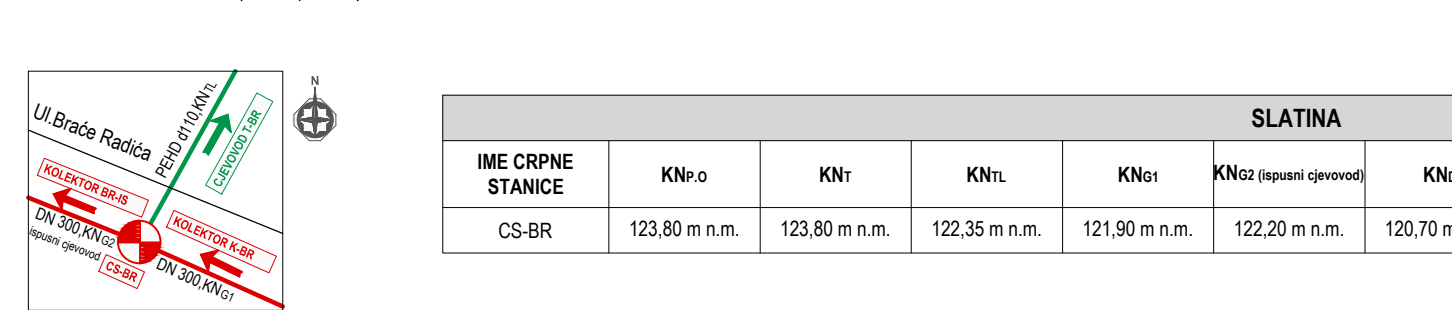 N
Ul.Braće Radića
PEHD d110,KNTL
CJEVOVOD T-BR
KOLEKTOR BR-IS
DN 300,KNG2
ispusni cjevovod
CS-BR
KOLEKTOR K-BR
DN 300,KNG1
SLATINA
IME CRPNE STANICE KNP.O KNT KNTL KNG1 KNG2 (ispusni cjevovod)
CS-BR 123,80 m n.m. 123,80 m n.m. 122,35 m n.m. 121,90 m n.m. 122,20 m n.m. 120,70 m